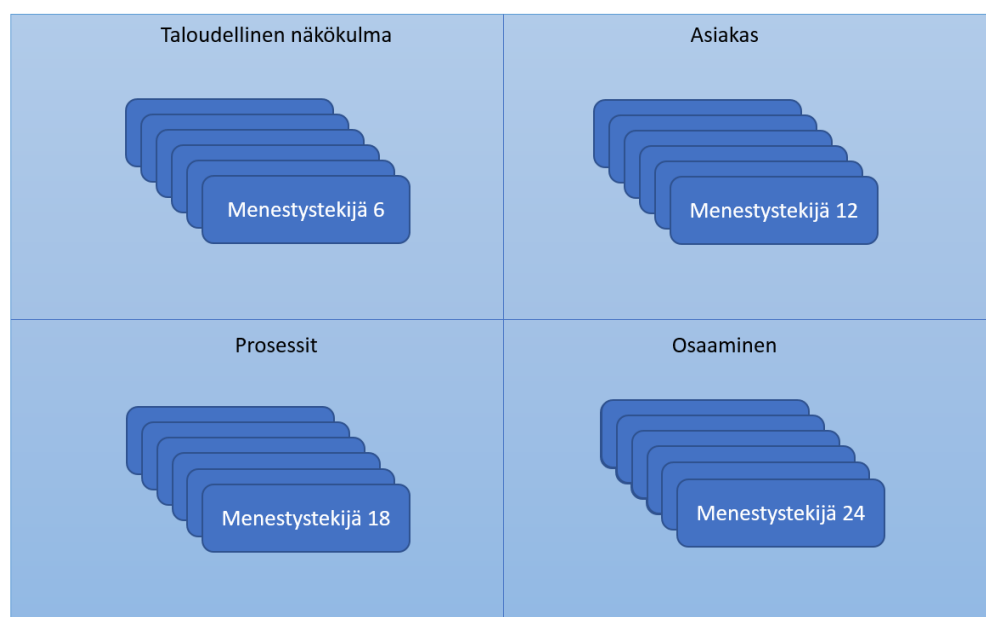 Taloudellinen näkökulma
Asiakas
Menestystekijä 6
Menestystekijä 12
Prosessit
Osaaminen
Menestystekijä 18
Menestystekijä 24